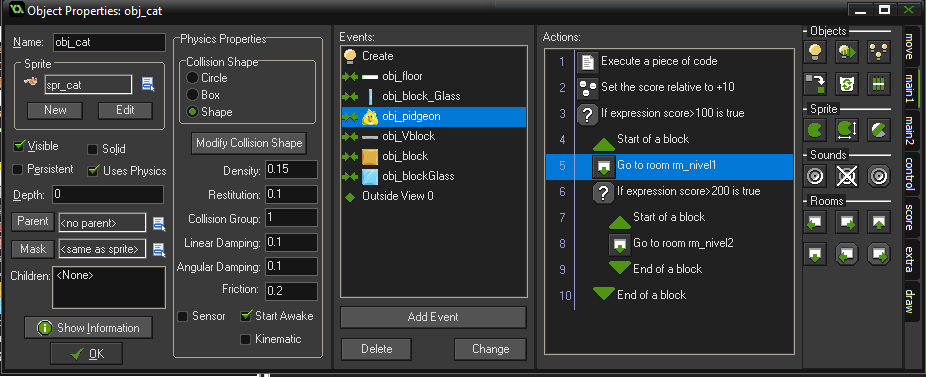 Object Properties: obj_cat
Name: obj_cat
Sprite
spr_cat
New Edit
Visible Solid
Persistent Uses Physics
Depth: 0
Parent <no parent>
Mask <same as sprite>
Children: <None>
Show Information
OK
Physics Properties
Collision Shape
Circle
Box
Shape
Modify Collision Shape
Density: 0.15
Restitution: 0.1
Collision Group: 1
Linear Damping: 0.1
Angular Damping: 0.1
Friction: 0.2
Sensor Start Awake
Kinematic
Events:
Create
obj_floor
obj_block_Glass
obj_pidgeon
obj_Vblock
obj_block
obj_blockGlass
Outside View 0
Add Event
Delete Change
Actions:
1 Execute a piece of code
2 Set the score relative to +10
3 If expression score>100 is true
4 Start of a block
5 Go to room rm_nivel1
6 If expression score>200 is true
7 Start of a block
8 Go to room rm_nivel2
9 End of a block
10 End of a block
Objects
Sprite
Sounds
Rooms
move
main1
main2
control
score
extra
draw